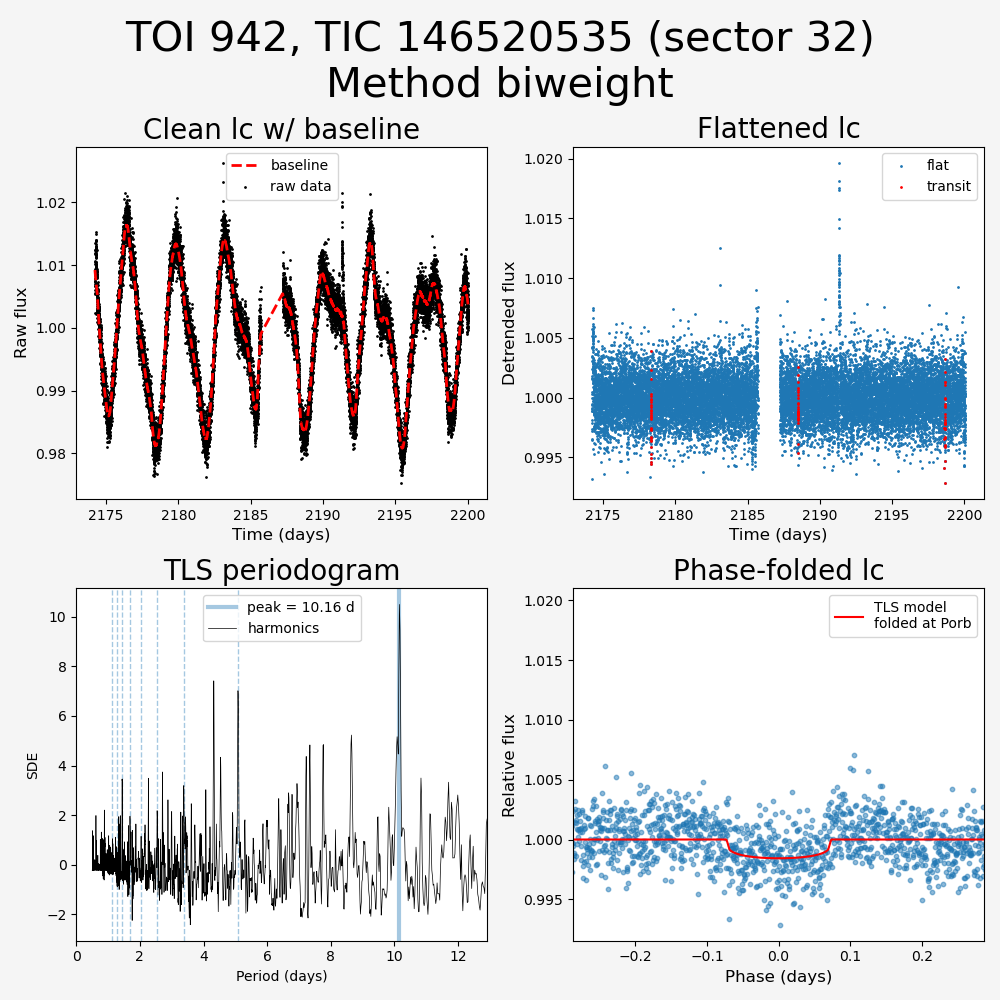 TOI 942, TIC 146520535 (sector 32)
Method biweight
Clean lc w/ baseline
baseline
raw data
Raw flux
1.02
1.01
1.00
0.99
0.98
2175
2180
2185
2190
2195
2200
Time (days)
Flattened lc
flat
transit
Detrended flux
1.020
1.015
1.010
1.005
1.000
0.995
2175
2180
2185
2190
2195
2200
Time (days)
TLS periodogram
peak = 10.16 d
harmonics
SDE
10
8
6
4
2
0
−2
0
2
4
6
8
10
12
Period (days)
Phase-folded lc
TLS model
folded at Porb
Relative flux
1.020
1.015
1.010
1.005
1.000
0.995
−0.2
−0.1
0.0
0.1
0.2
Phase (days)